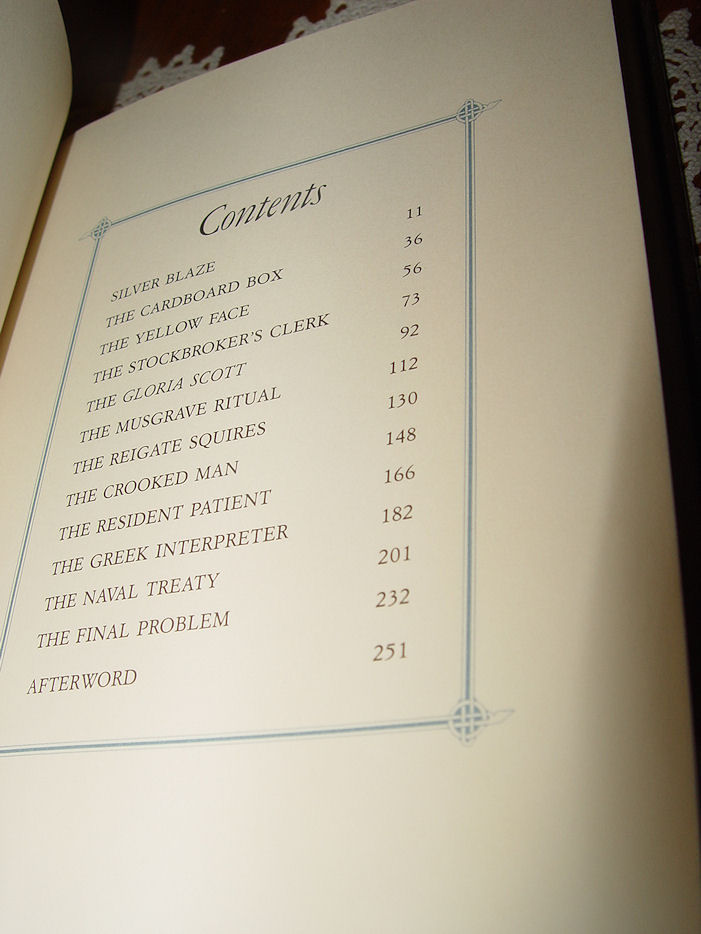 Contents
SILVER BLAZE 11
THE CARDBOARD BOX 36
THE YELLOW FACE 56
THE STOCKBROKER'S CLERK 73
THE GLORIA SCOTT 92
THE MUSGRAVE RITUAL 112
THE REIGATE SQUIRES 130
THE CROOKED MAN 148
THE RESIDENT PATIENT 166
THE GREEK INTERPRETER 182
THE NAVAL TREATY 201
THE FINAL PROBLEM 232
AFTERWORD 251